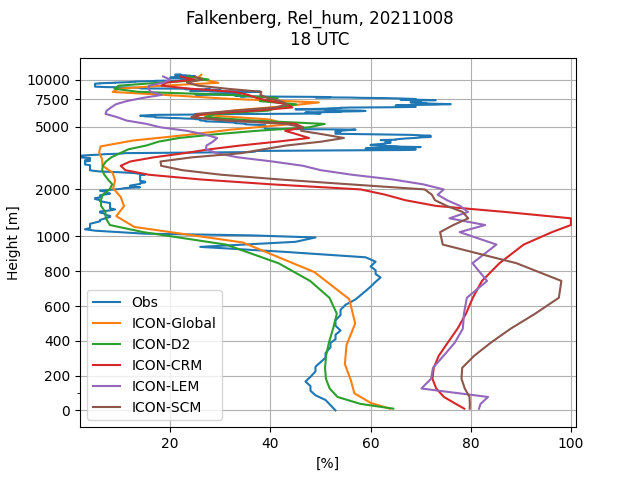 Falkenberg, Rel_hum, 20211008
18 UTC
Height [m]
10000
7500
5000
2000
1000
800
600
400
200
0
Obs
ICON-Global
ICON-D2
ICON-CRM
ICON-LEM
ICON-SCM
20
40
60
80
100
[%]